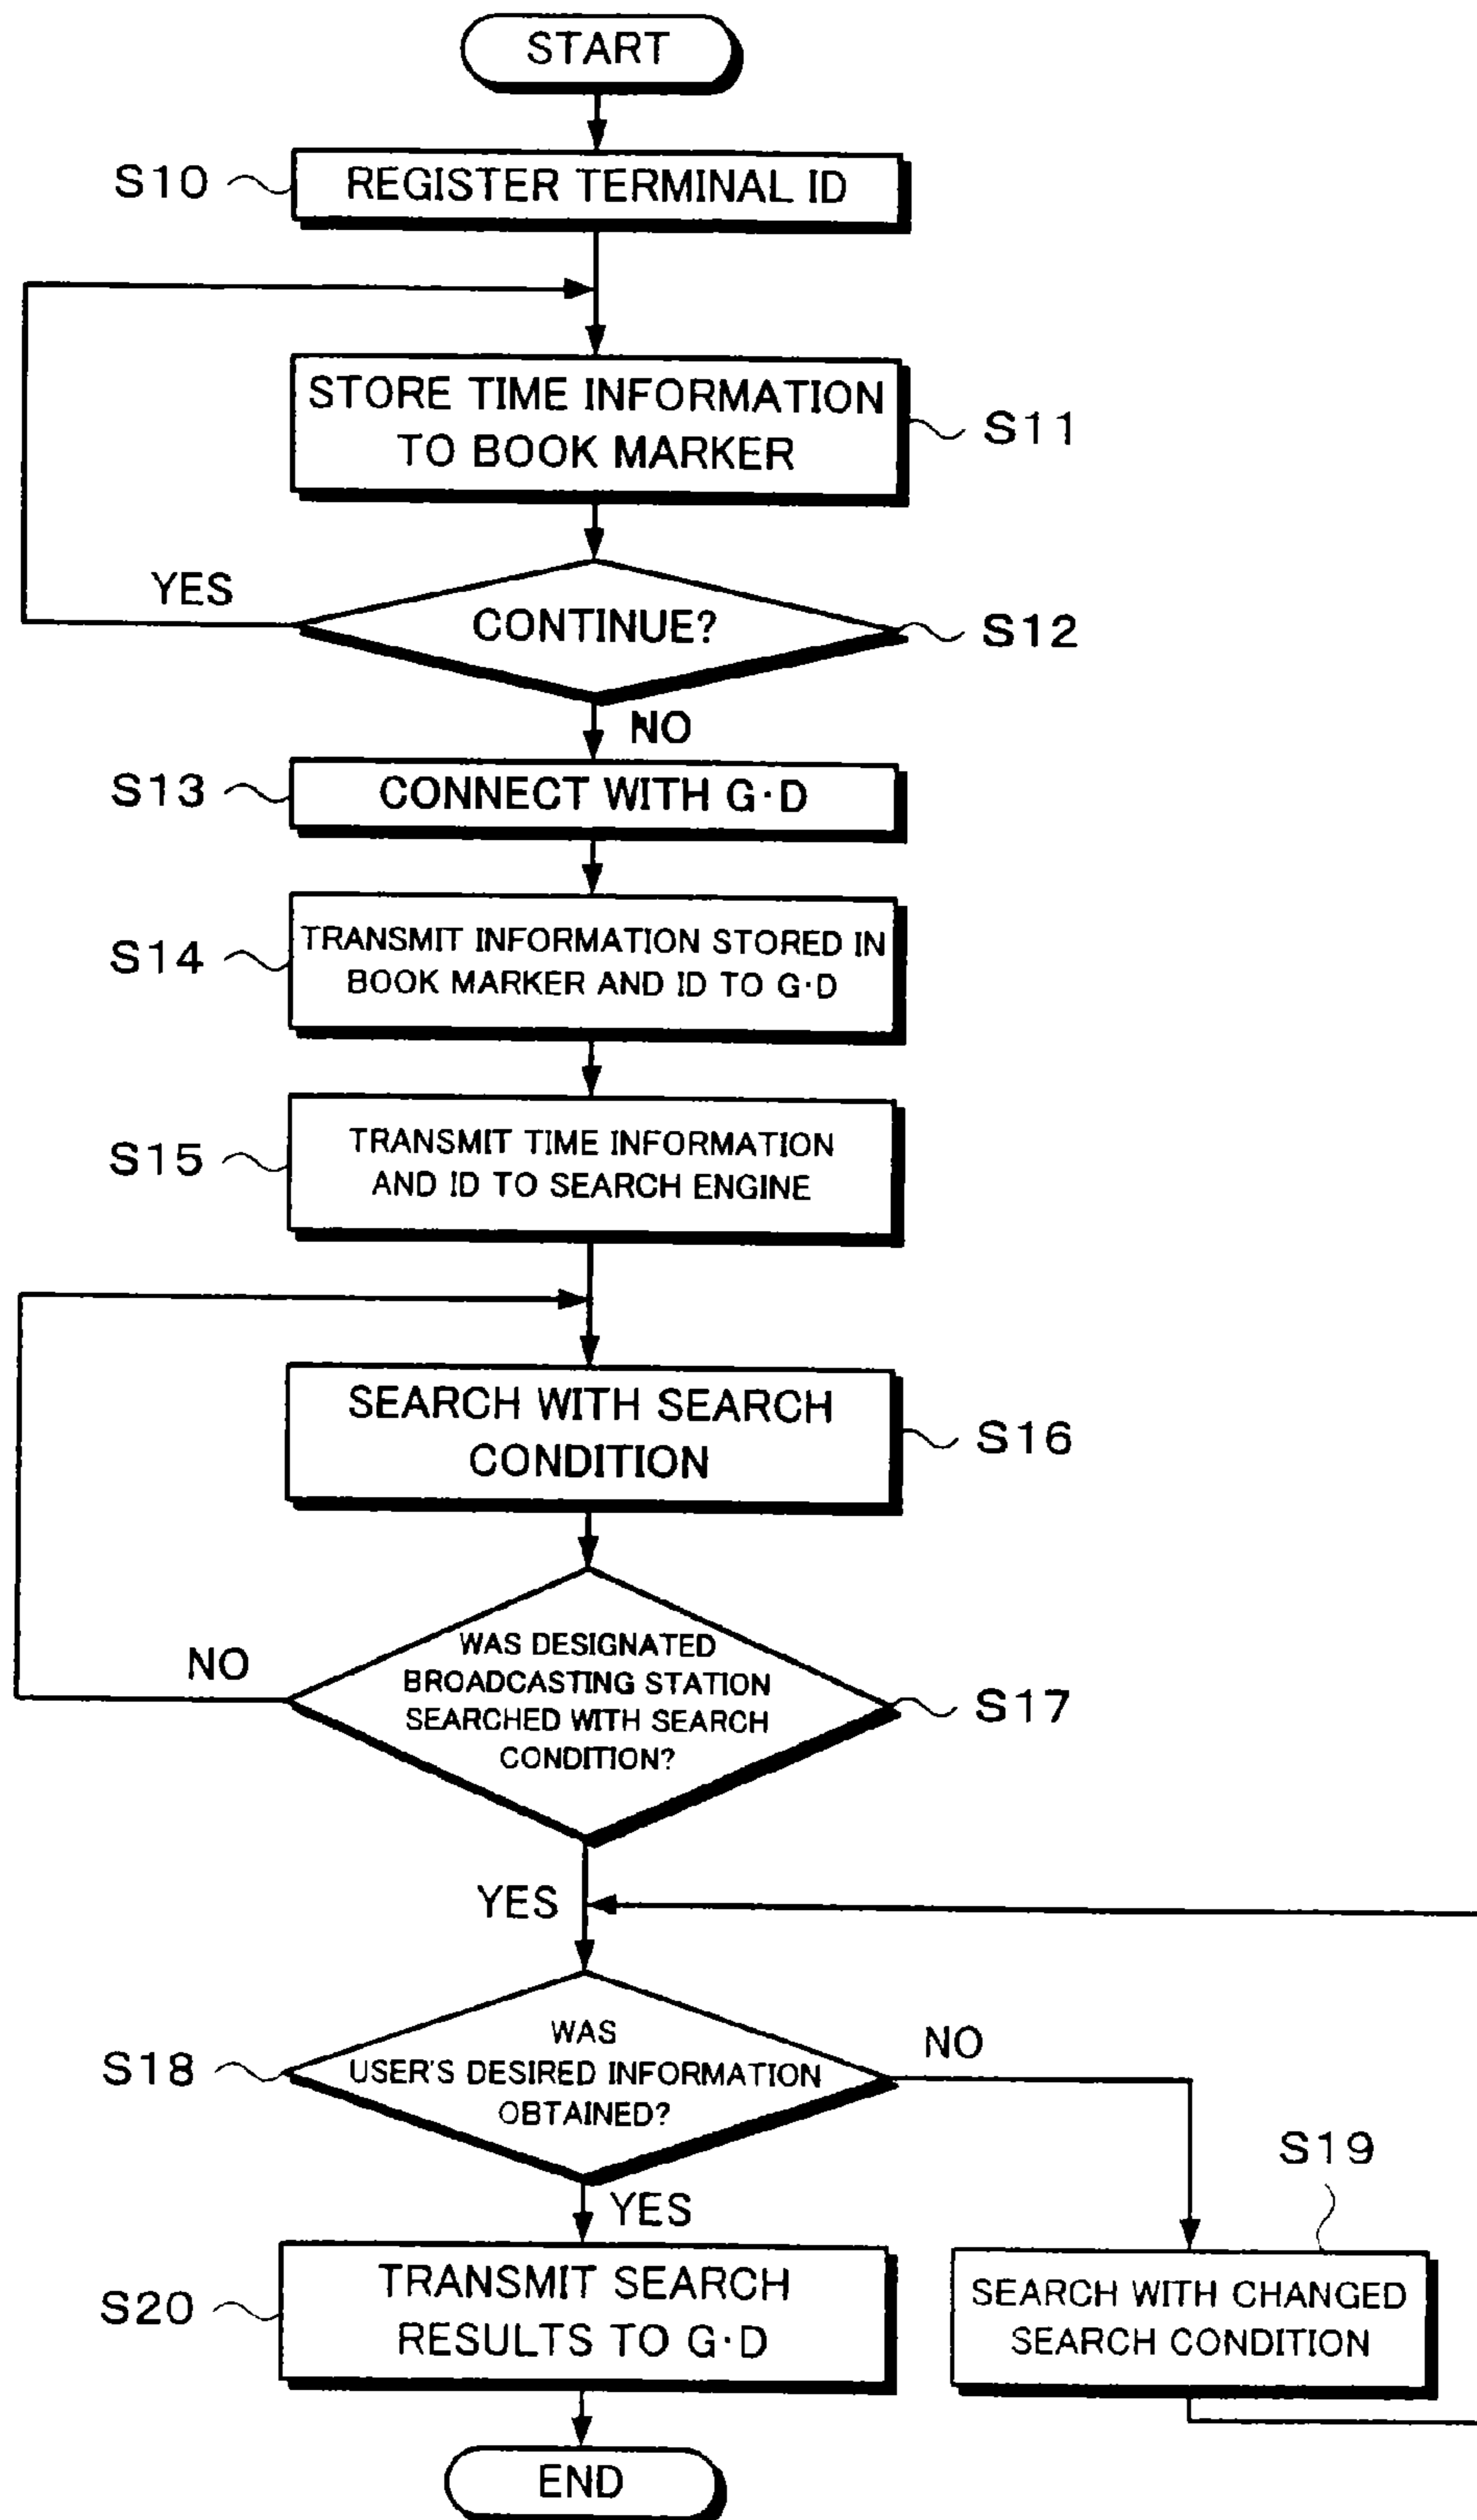 START
S10
REGISTER TERMINAL ID
STORE TIME INFORMATION
TO BOOK MARKER
S11
YES
CONTINUE?
S12
NO
S13
CONNECT WITH G·D
S14
TRANSMIT INFORMATION STORED IN
BOOK MARKER AND ID TO G·D
S15
TRANSMIT TIME INFORMATION
AND ID TO SEARCH ENGINE
SEARCH WITH SEARCH
CONDITION
S16
NO
WAS DESIGNATED
BROADCASTING STATION
SEARCHED WITH SEARCH
CONDITION?
S17
YES
S18
WAS
USER'S DESIRED INFORMATION
OBTAINED?
NO
YES
S19
S20
TRANSMIT SEARCH
RESULTS TO G·D
SEARCH WITH CHANGED
SEARCH CONDITION
END